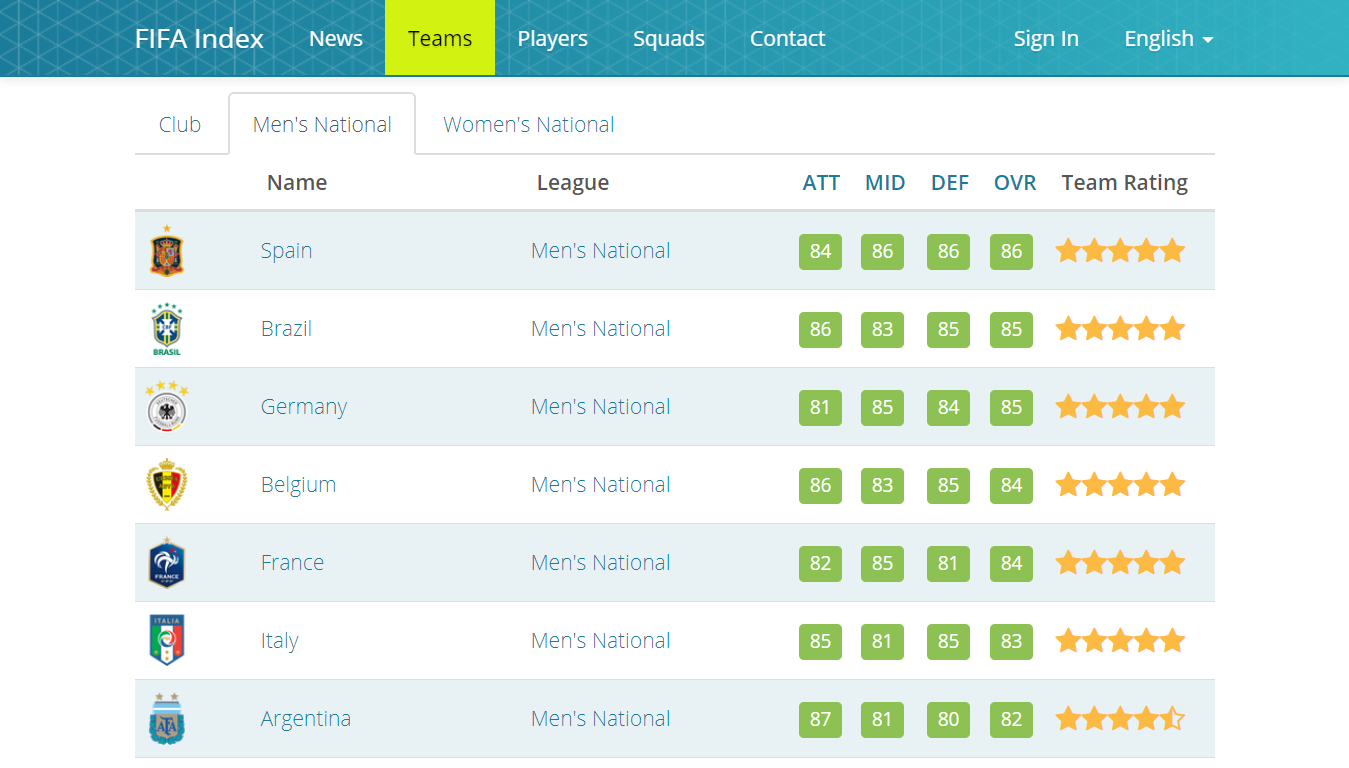 FIFA Index News Teams Players Squads Contact Sign In English
Club Men's National Women's National
Name League ATT MID DEF OVR Team Rating
Spain Men's National 84 86 86 86
BRASIL Brazil Men's National 86 83 85 85
Germany Men's National 81 85 84 85
Belgium Men's National 86 83 85 84
FRANCE France Men's National 82 85 81 84
ITALIA Italy Men's National 85 81 85 83
AFA Argentina Men's National 87 81 80 82